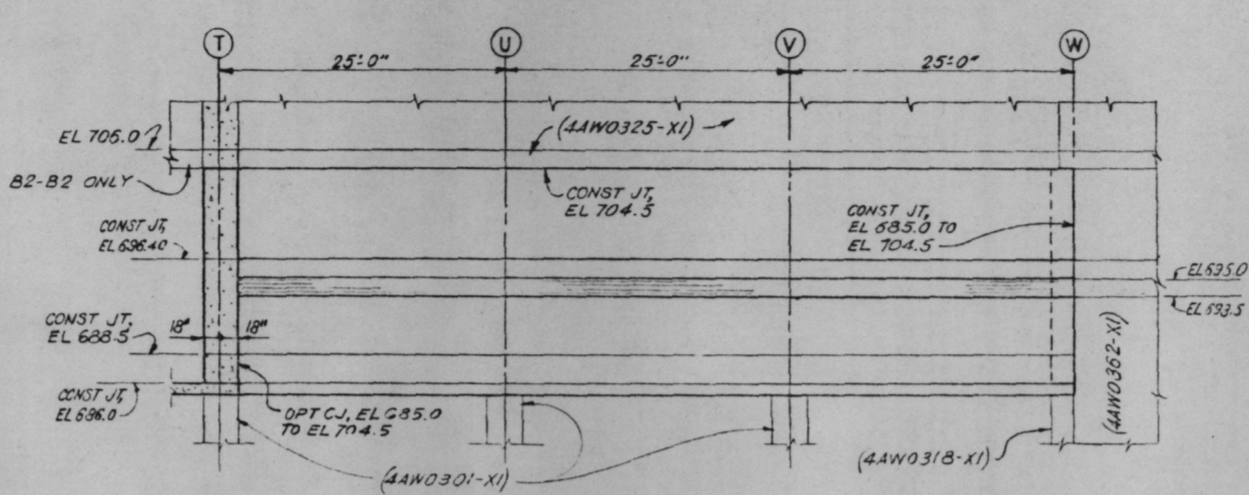 T
U
V
W
25'-0"
25'-0"
25'-0"
EL 706.0
(4AW0325-X1)
B2-B2 ONLY
CONST JT,
EL 704.5
CONST JT,
EL 685.0 TO
EL 704.5
CONST JT,
EL 696.40
EL 695.0
EL 693.5
CONST JT,
EL 688.5
18"
18"
CONST JT,
EL 686.0
OPT CJ, EL 685.0
TO EL 704.5
(4AW0301-X1)
(4AW0318-X1)
(4AW0362-X1)